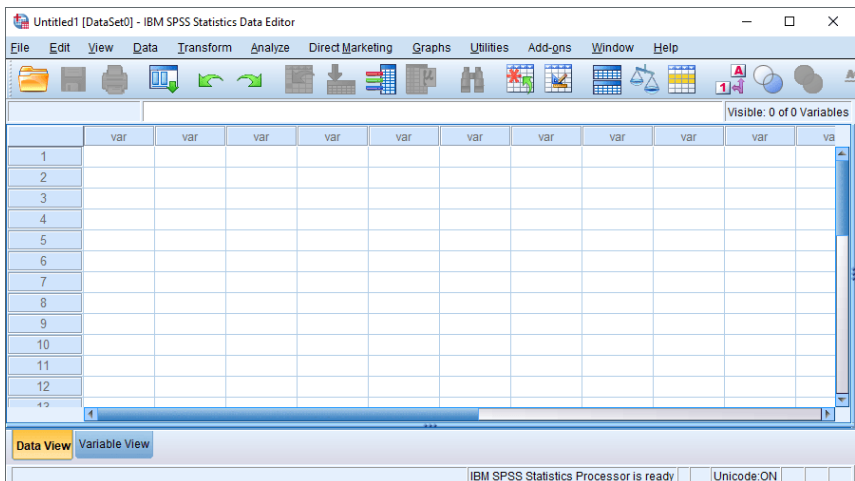 Untitled1 [DataSet0] - IBM SPSS Statistics Data Editor
File Edit View Data Transform Analyze Direct Marketing Graphs Utilities Add-ons Window Help
Visible: 0 of 0 Variables
var var var var var var var var var var va
1
2
3
4
5
6
7
8
9
10
11
12
13
Data View Variable View
IBM SPSS Statistics Processor is ready Unicode:ON